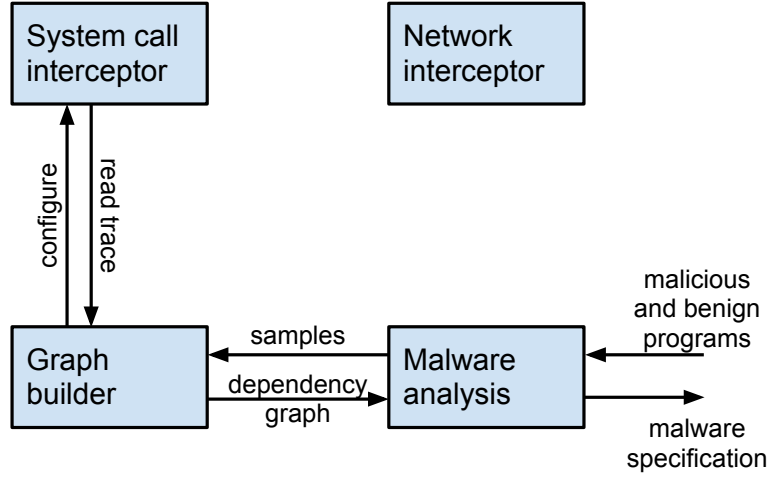 System call
interceptor
Network
interceptor
configure
read trace
malicious
and benign
programs
samples
Graph
builder
Malware
analysis
dependency
graph
malware
specification